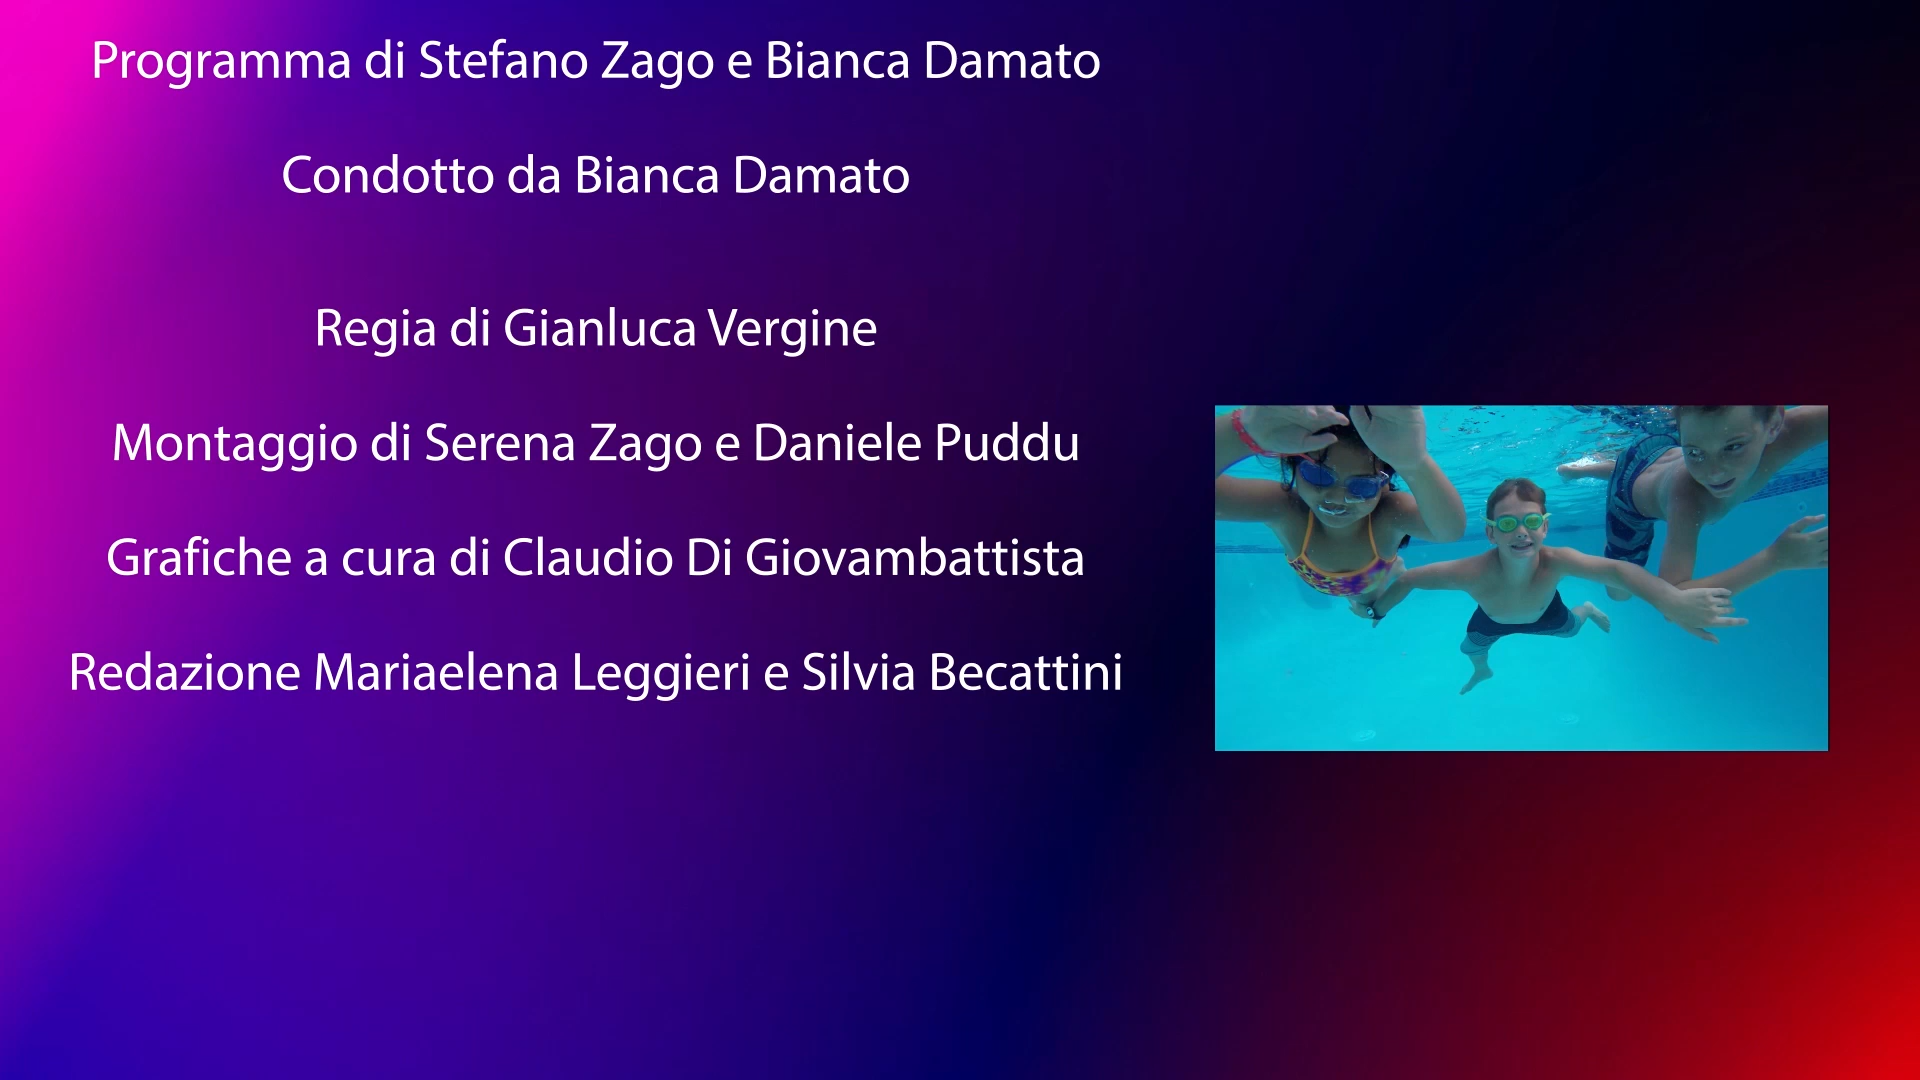 Programma di Stefano Zago e Bianca Damato
Condotto da Bianca Damato
Regia di Gianluca Vergine
Montaggio di Serena Zago e Daniele Puddu
Grafiche a cura di Claudio Di Giovambattista
Redazione Mariaelena Leggieri e Silvia Becattini